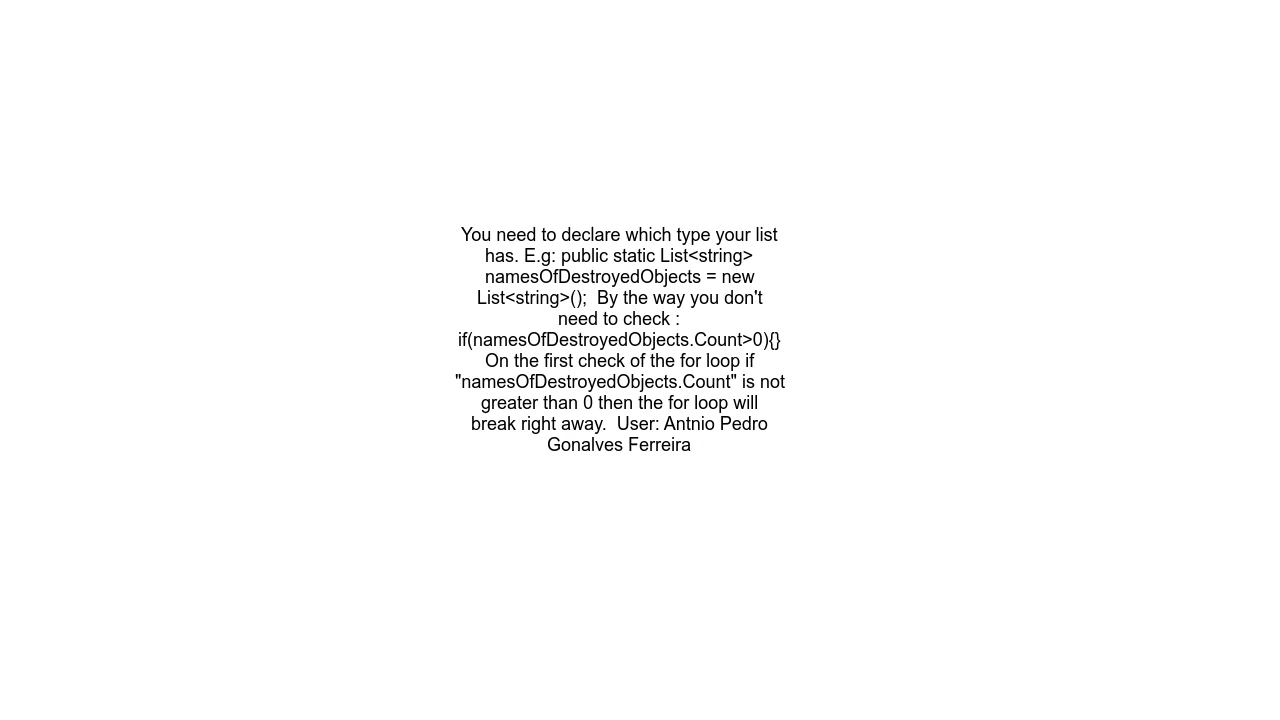 You need to declare which type your list
has. E.g: public static List<string>
namesOfDestroyedObjects = new
List<string>();  By the way you don't
need to check :
if(namesOfDestroyedObjects.Count>0){}
On the first check of the for loop if
"namesOfDestroyedObjects.Count" is not
greater than 0 then the for loop will
break right away.  User: Antnio Pedro
Gonalves Ferreira